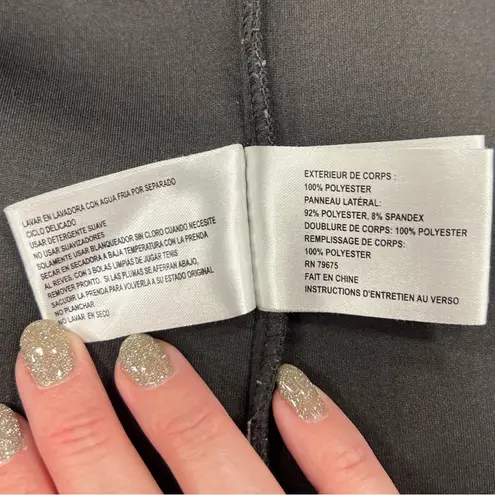 LAVAR EN LAVADORA CON AGUA FRIA POR SEPARADO
CICLO DELICADO
USAR DETERGENTE SUAVE
NO USAR SUAVIZADORES
SOLAMENTE USAR BLANQUEADOR SIN CLORO CUANDO NECESITE
SECAR EN SECADORA A BAJA TEMPERATURA CON LA PRENDA
AL REVÉS, CON 3 BOLAS LIMPIAS DE JUGAR TENIS
REMOVER PRONTO. SI LAS PLUMAS SE AFERRAN ABAJO,
SACUDIR LA PRENDA PARA VOLVERLA A SU ESTADO ORIGINAL
NO PLANCHAR
NO LAVAR EN SECO
EXTERIEUR DE CORPS :
100% POLYESTER
PANNEAU LATÉRAL:
92% POLYESTER, 8% SPANDEX
DOUBLURE DE CORPS: 100% POLYESTER
REMPLISSAGE DE CORPS:
100% POLYESTER
RN 79675
FAIT EN CHINE
INSTRUCTIONS D'ENTRETIEN AU VERSO